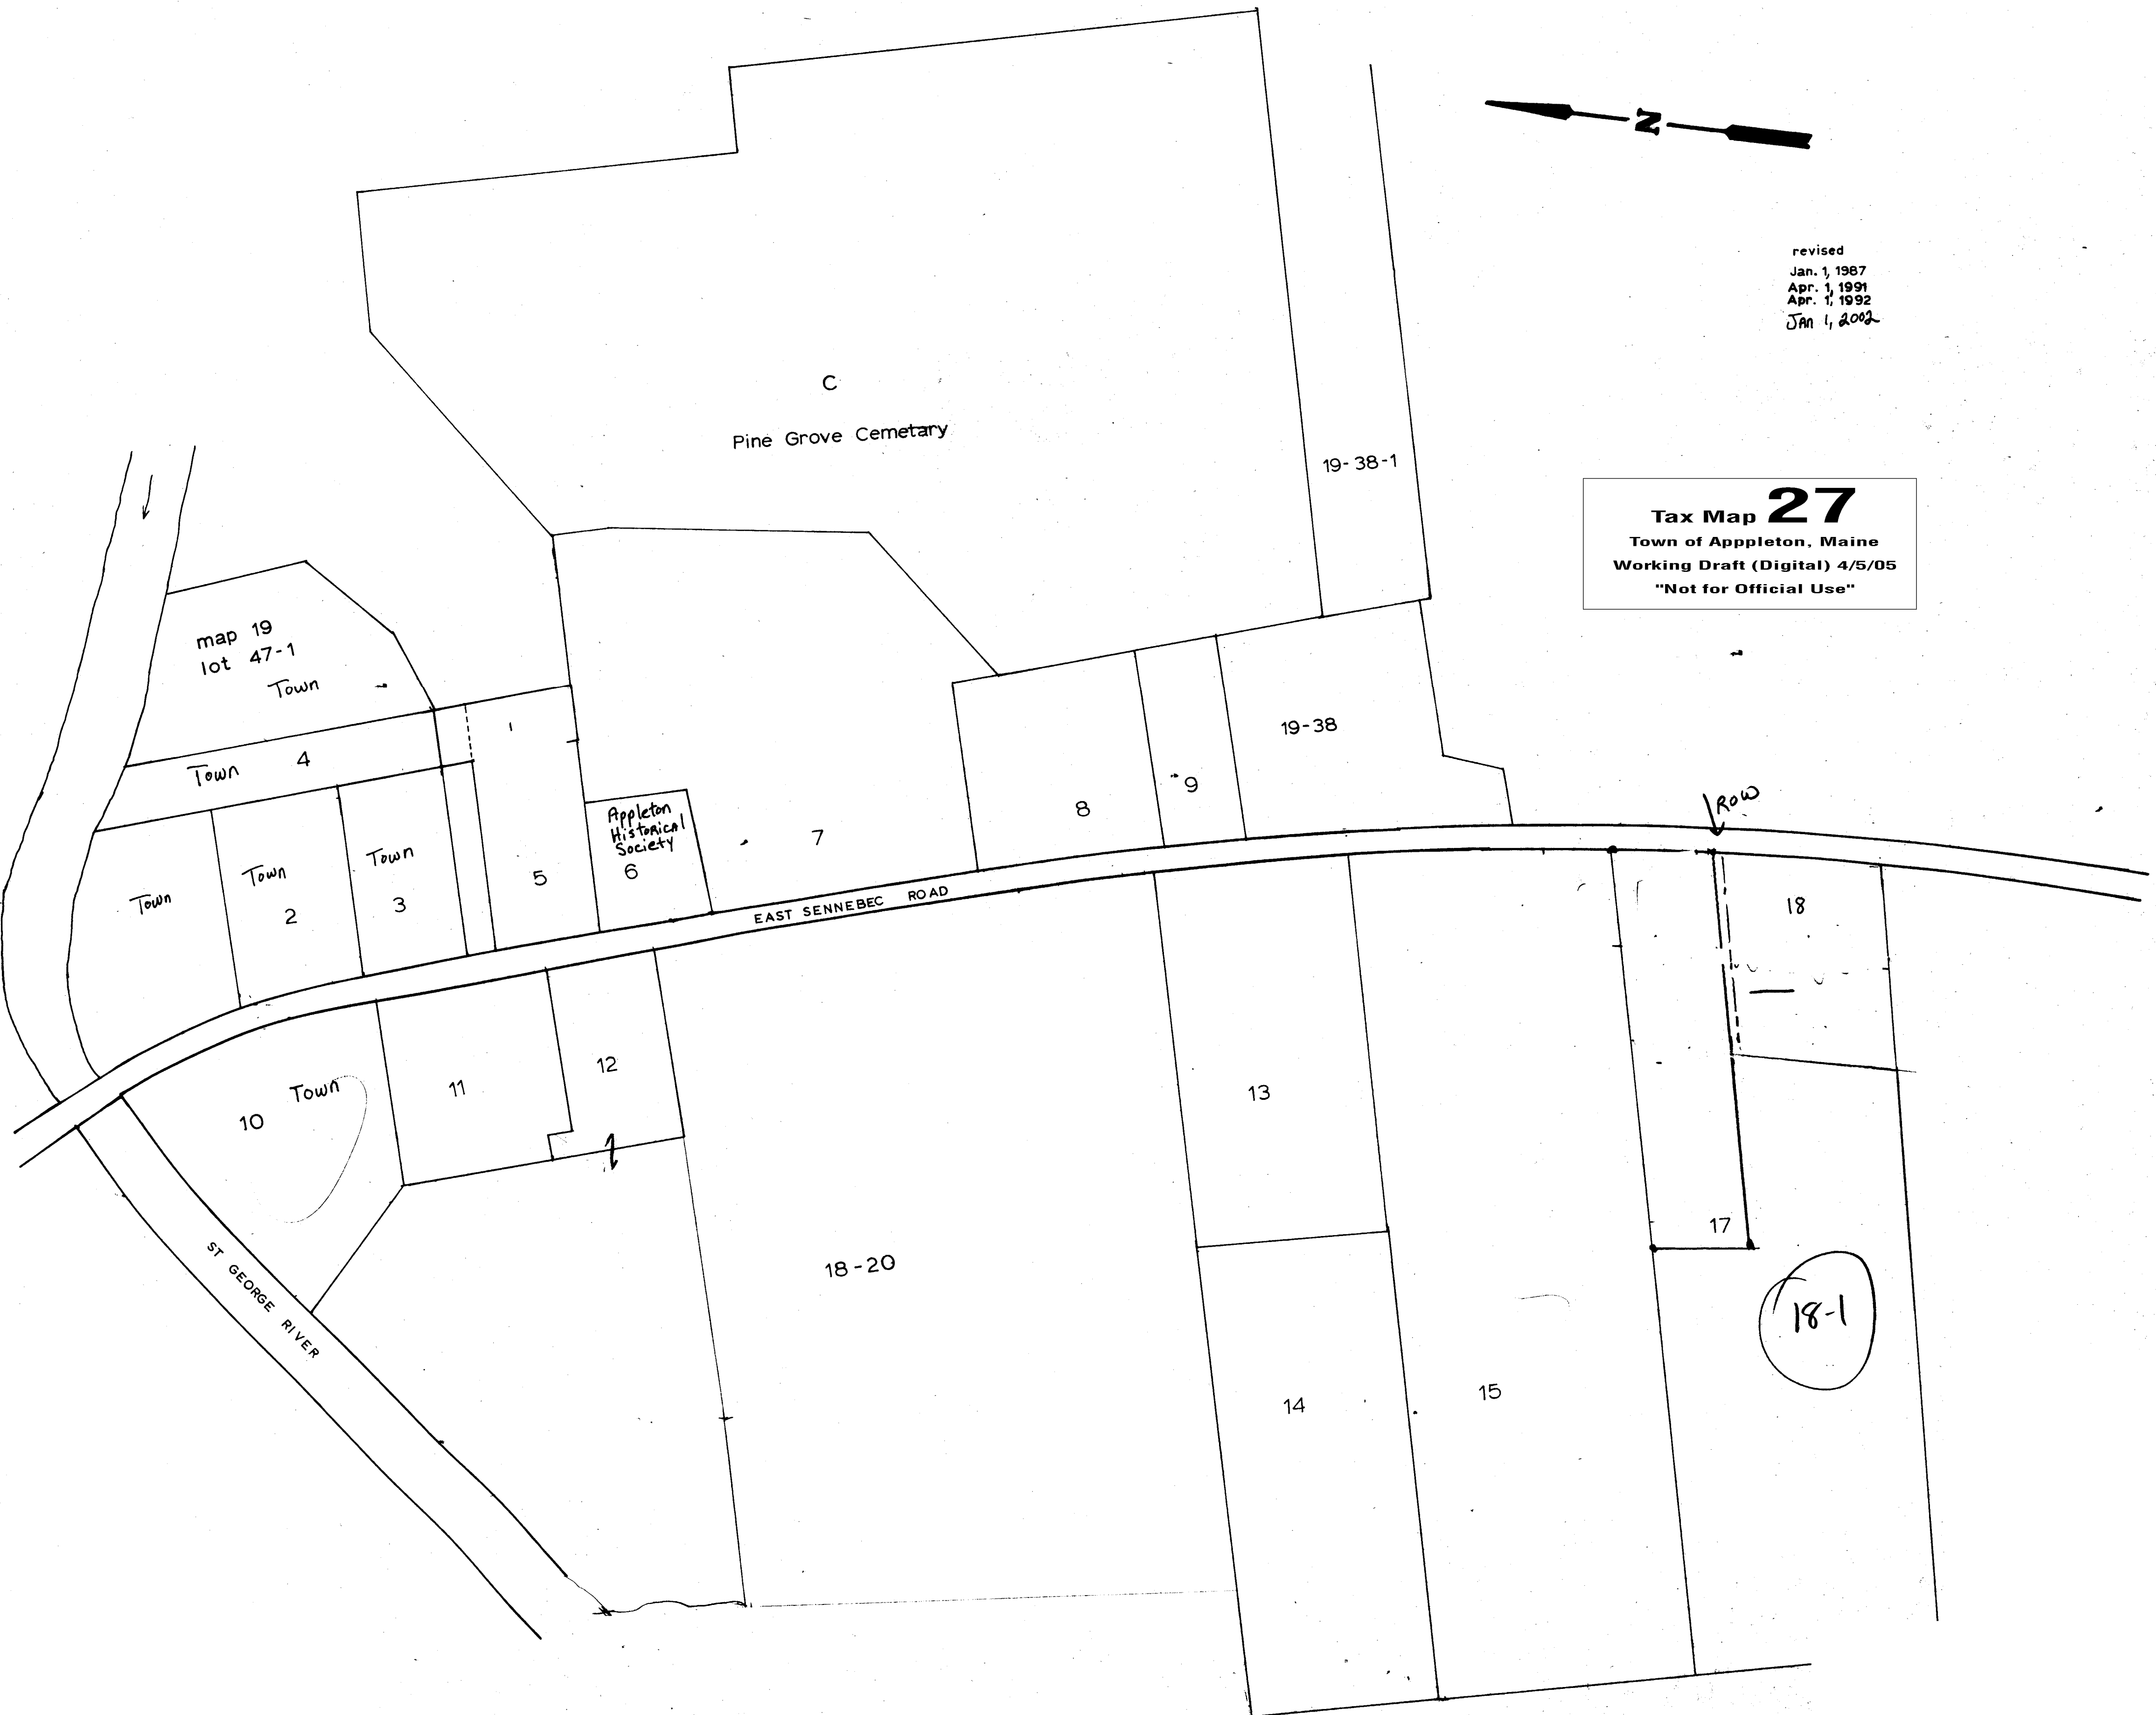 N
revised
Jan. 1, 1987
Apr. 1, 1991
Apr. 1, 1992
JAN 1, 2002
C
Pine Grove Cemetary
19-38-1
Tax Map 27
Town of Apppleton, Maine
Working Draft (Digital) 4/5/05
"Not for Official Use"
map 19
lot 47-1
Town
1
19-38
Town 4
Appleton
Historical
Society
6
7
8
9
ROW
Town
Town
2
Town
3
5
EAST SENNEBEC ROAD
18
10
Town
11
12
13
17
18-20
ST GEORGE RIVER
18-1
14
15